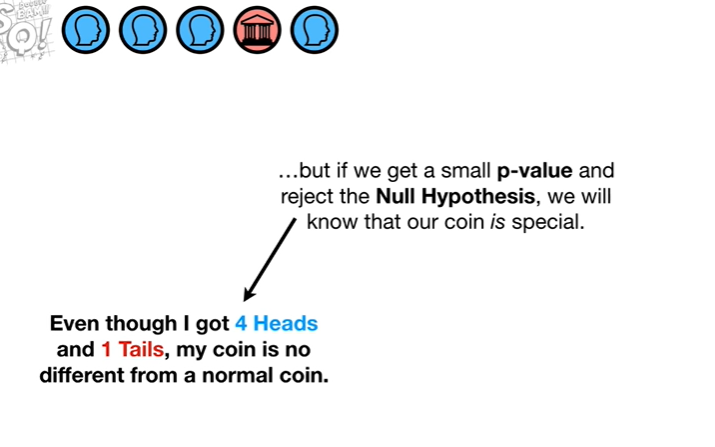 SQ!
…but if we get a small p-value and
reject the Null Hypothesis, we will
know that our coin is special.
Even though I got 4 Heads
and 1 Tails, my coin is no
different from a normal coin.